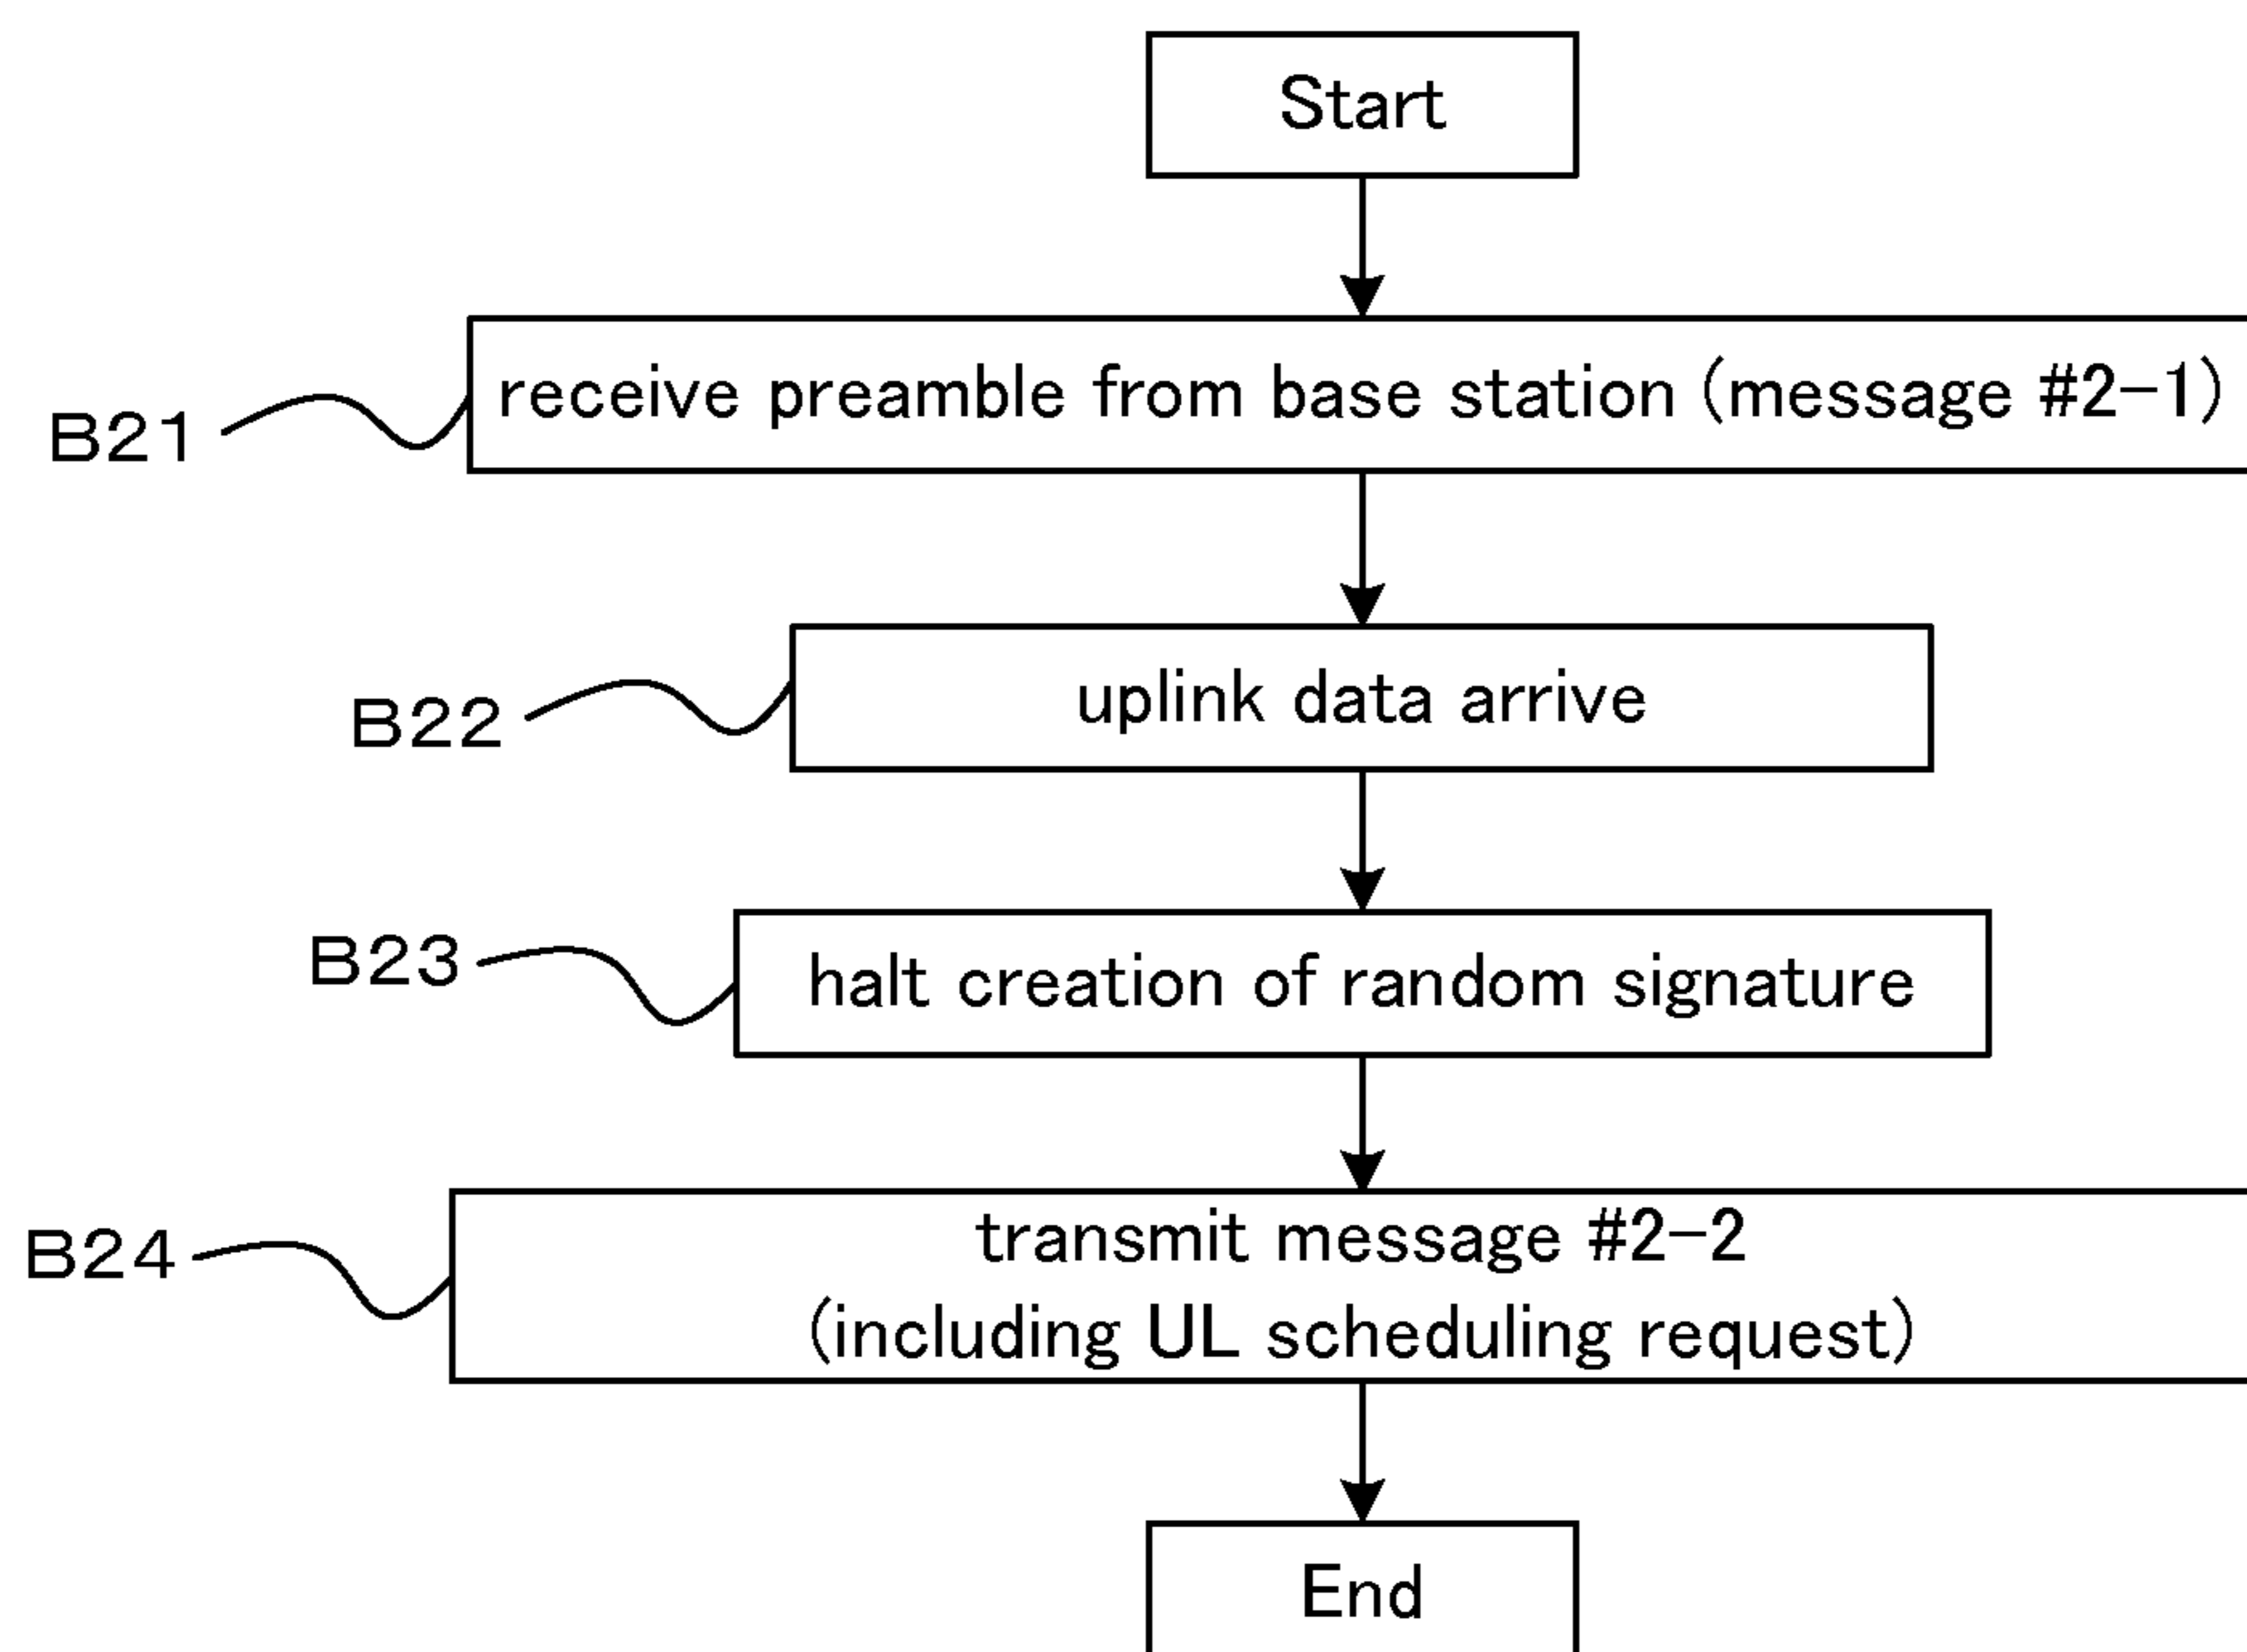 Start
B21
receive preamble from base station (message #2-1)
B22
uplink data arrive
B23
halt creation of random signature
B24
transmit message #2-2
(including UL scheduling request)
End